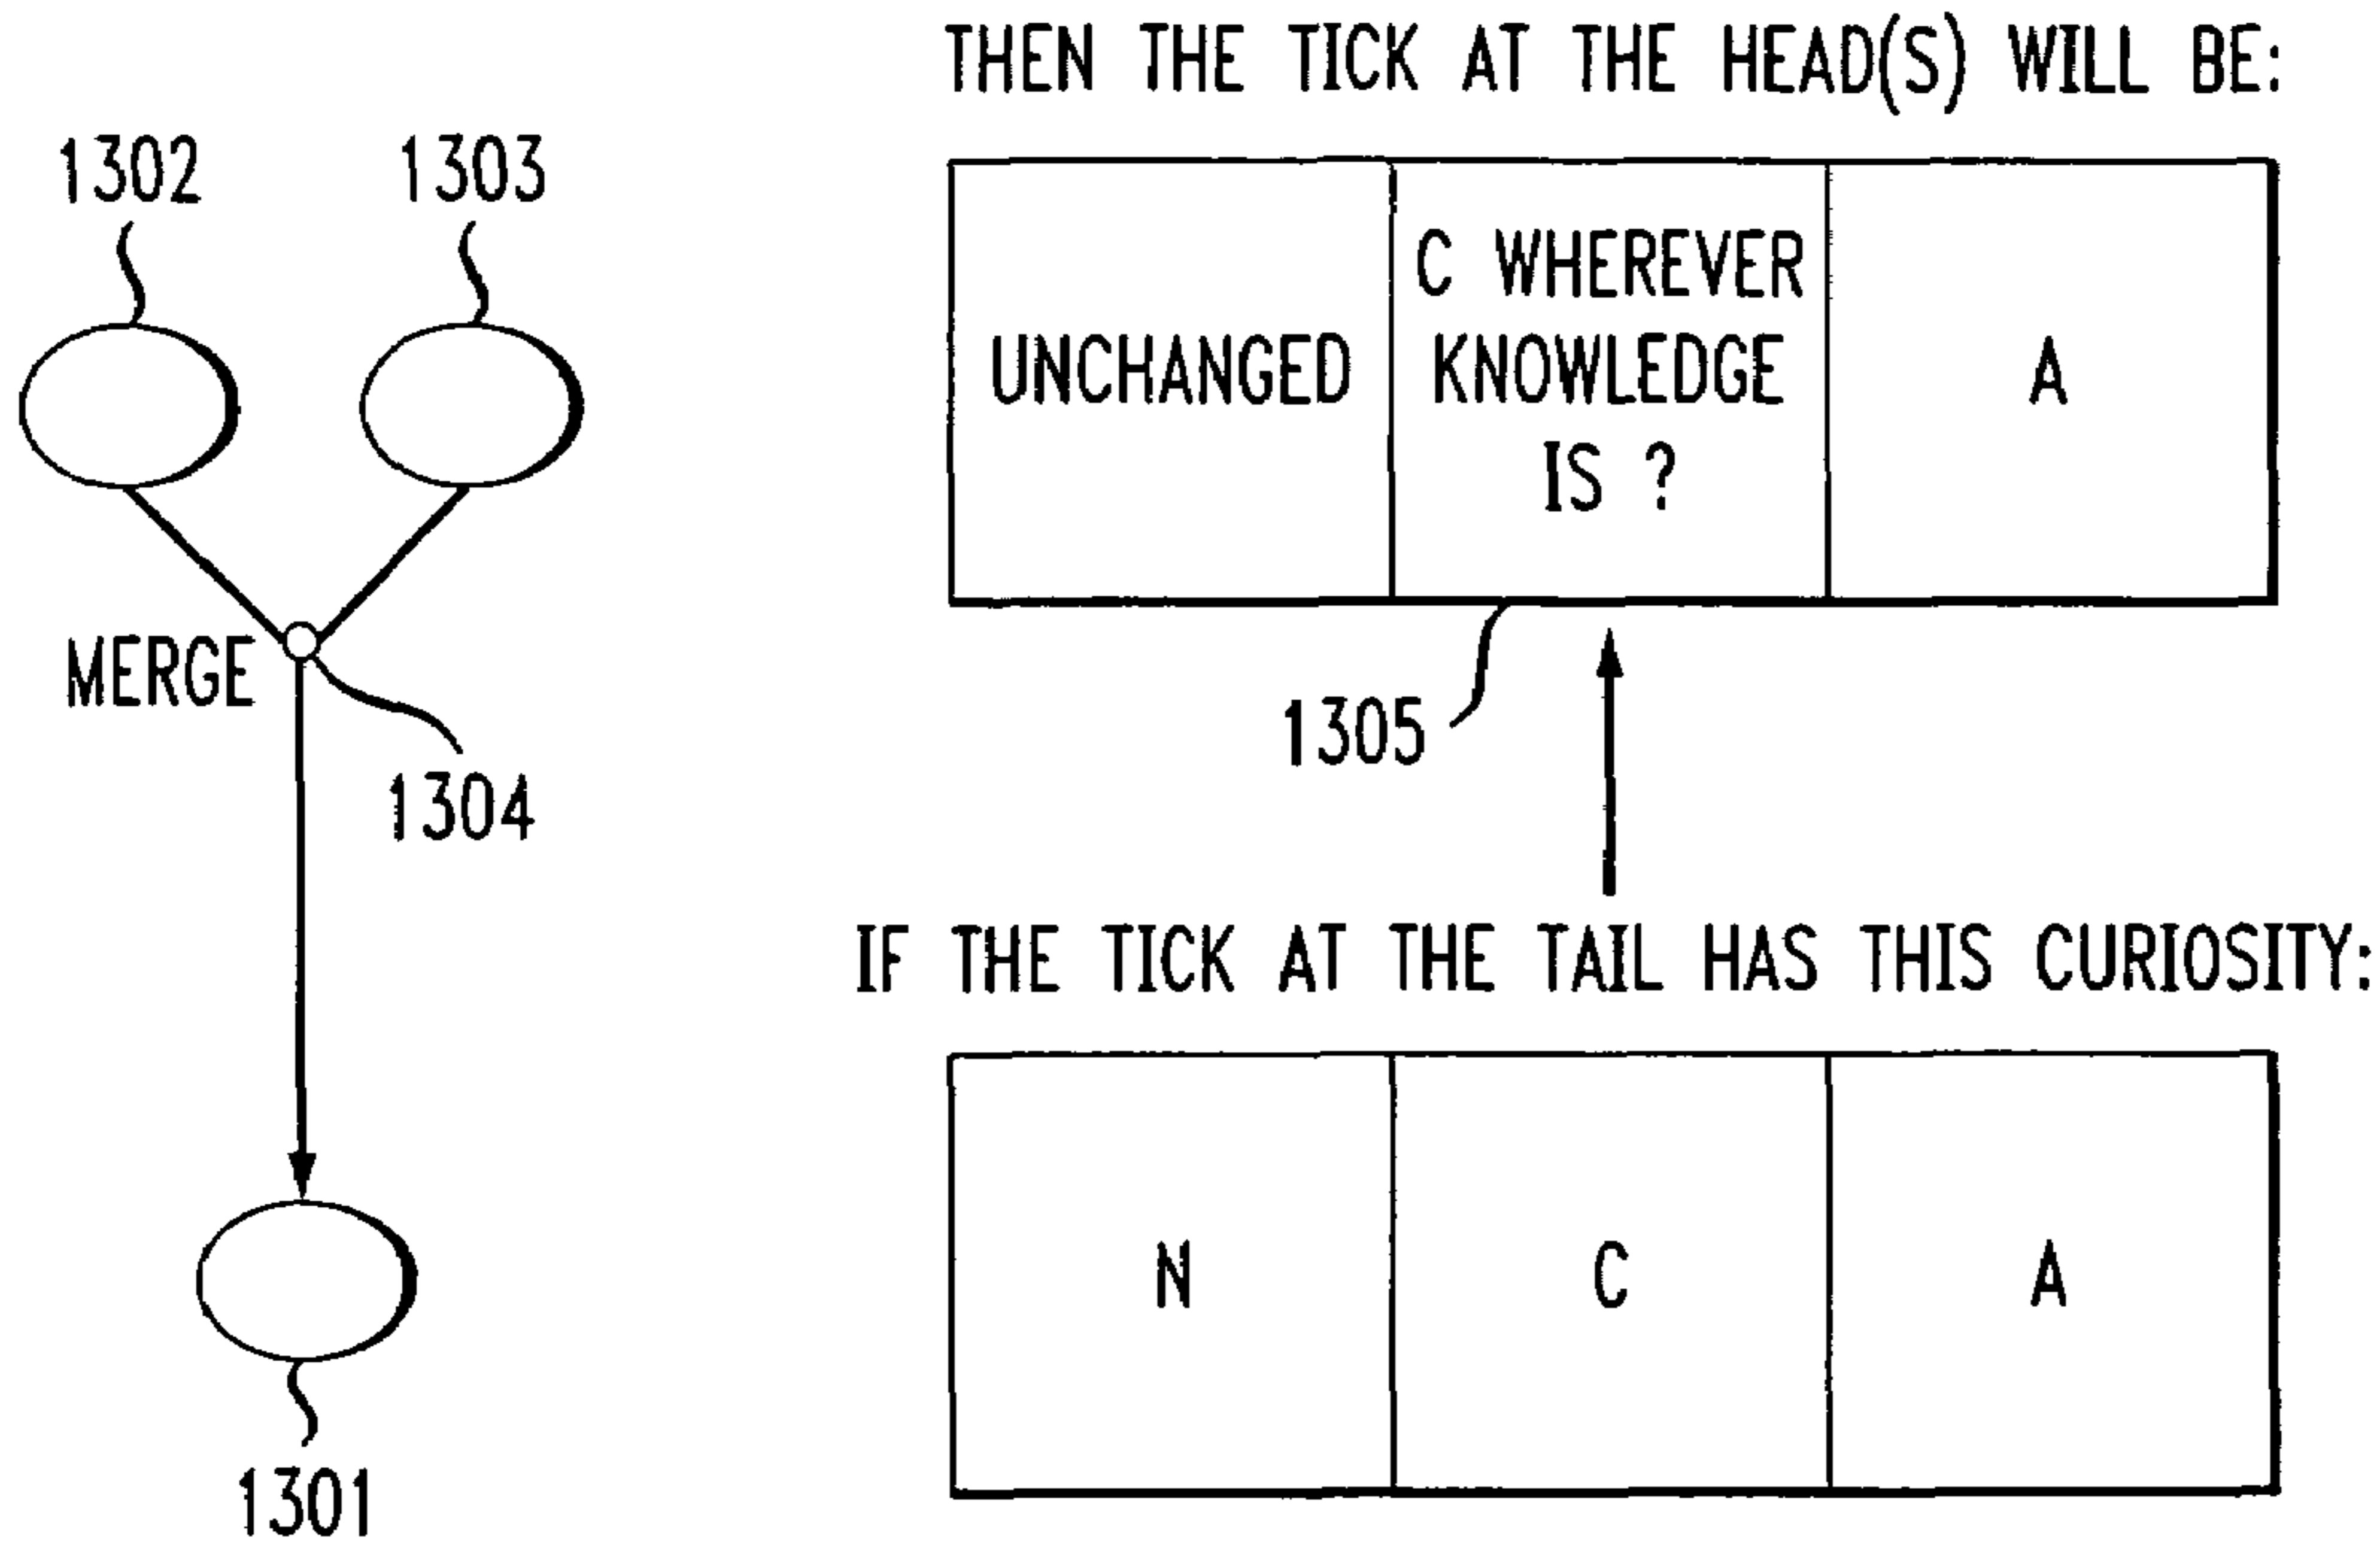 THEN THE TICK AT THE HEAD(S) WILL BE:
1302
1303
C WHEREVER
UNCHANGED
KNOWLEDGE
A
IS ?
MERGE
1305
1304
IF THE TICK AT THE TAIL HAS THIS CURIOSITY:
N
C
A
1301